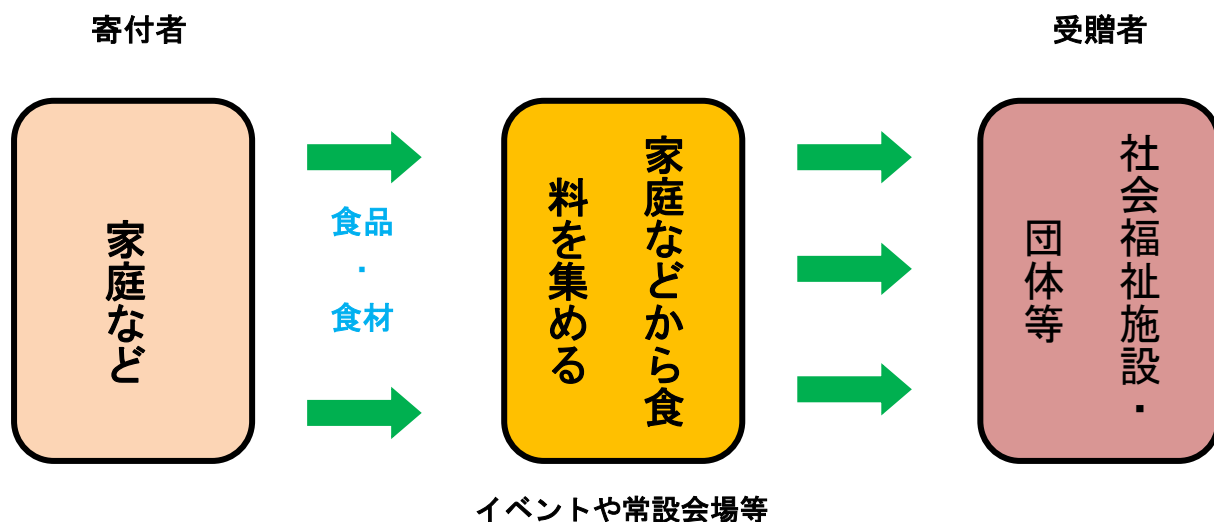 寄付者
受贈者
家庭など
食品
・
食材
家庭などから食
料を集める
社会福祉施設・
団体等
イベントや常設会場等